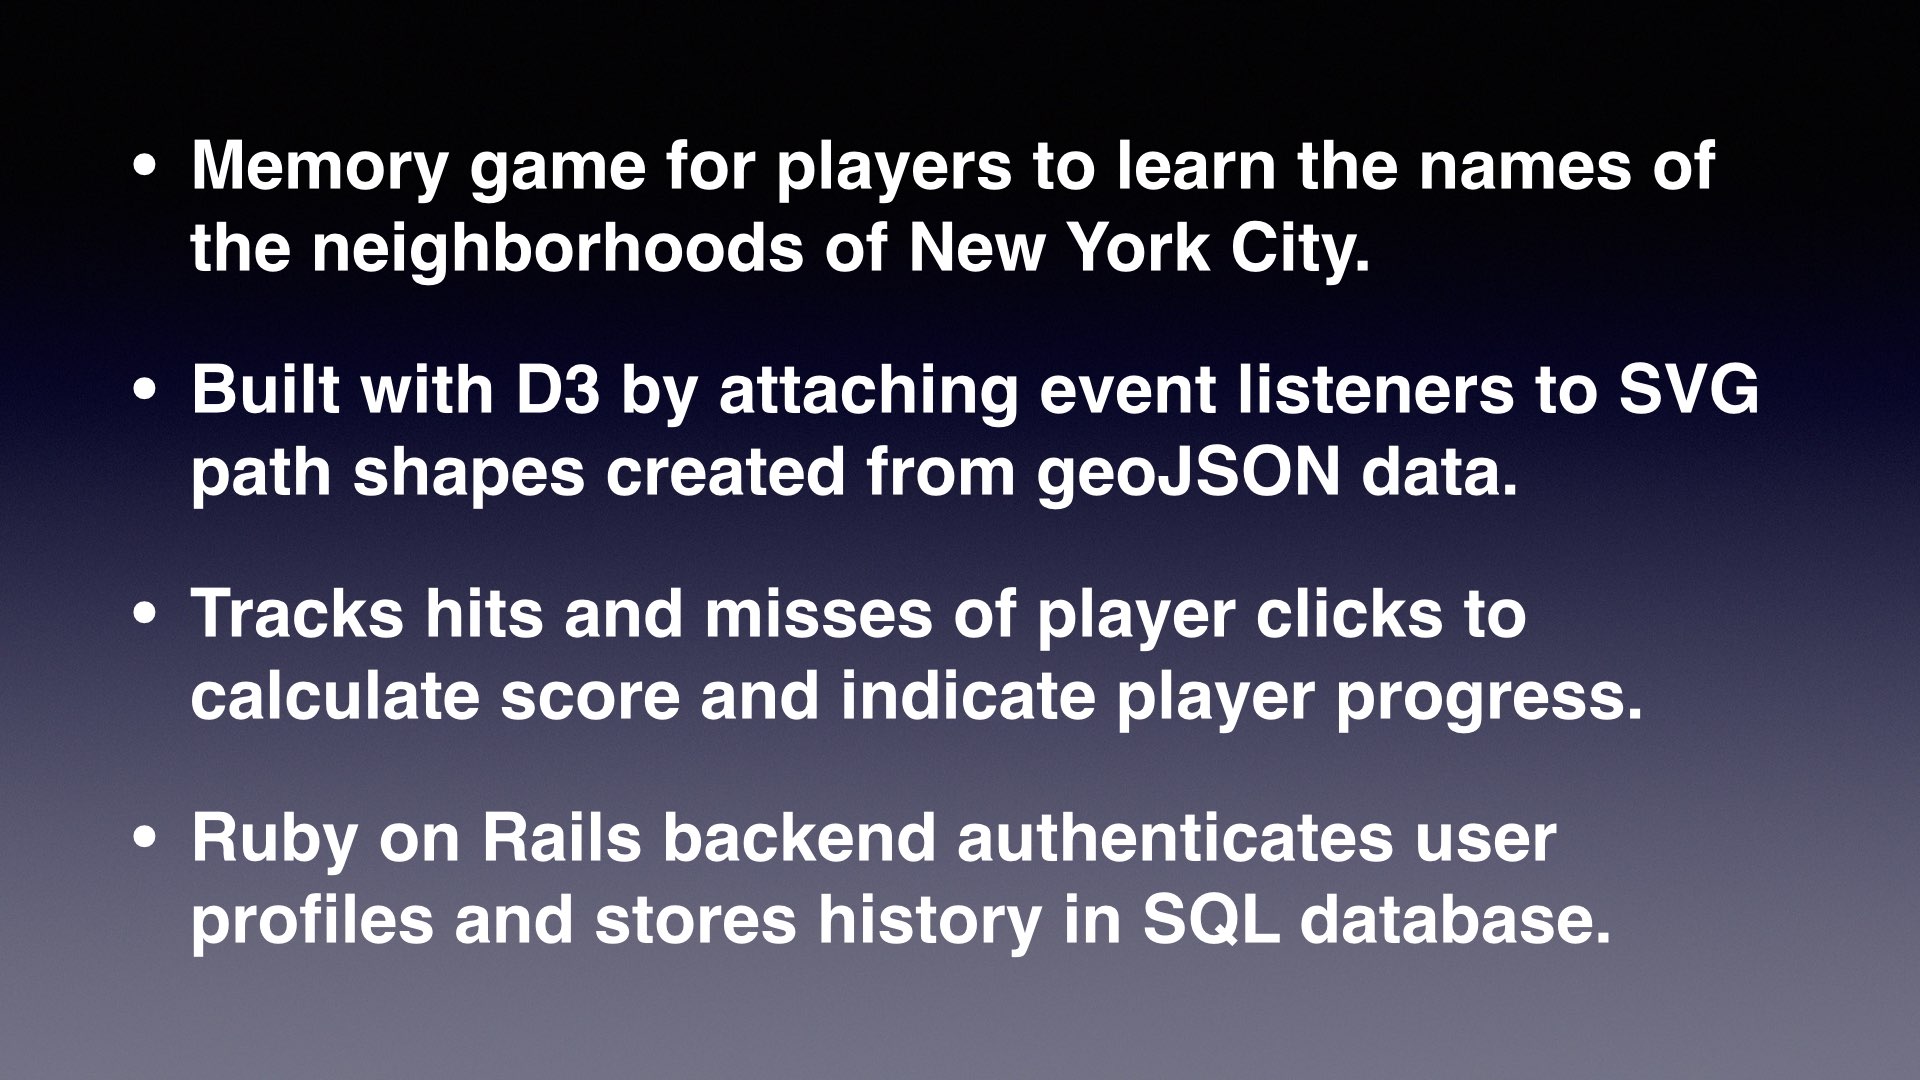 • Memory game for players to learn the names of
the neighborhoods of New York City.
• Built with D3 by attaching event listeners to SVG
path shapes created from geoJSON data.
• Tracks hits and misses of player clicks to
calculate score and indicate player progress.
• Ruby on Rails backend authenticates user
profiles and stores history in SQL database.